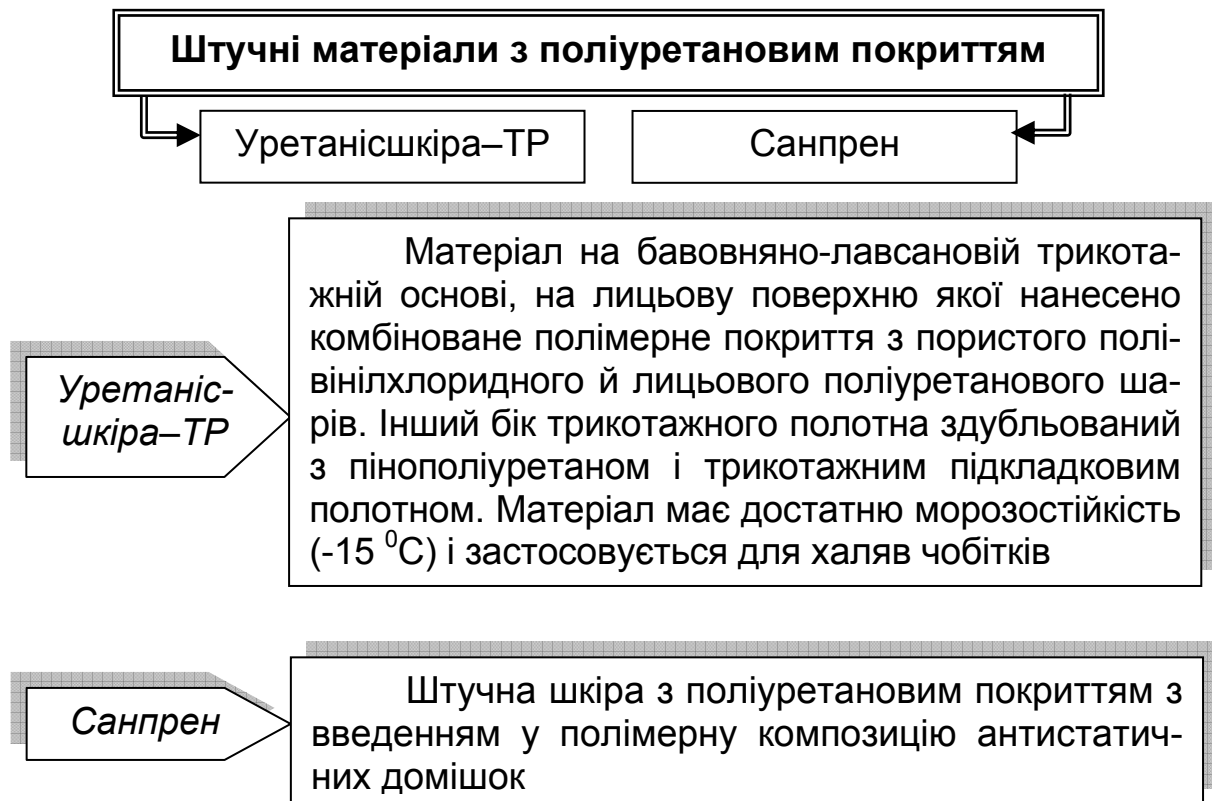 Штучні матеріали з поліуретановим покриттям
Уретанісшкіра–ТР
Санпрен
Уретаніс-
шкіра–ТР
Матеріал на бавовняно-лавсановій трикота-
жній основі, на лицьову поверхню якої нанесено
комбіноване полімерне покриття з пористого полі-
вінілхлоридного й лицьового поліуретанового ша-
рів. Інший бік трикотажного полотна здубльований
з пінополіуретаном і трикотажним підкладковим
полотном. Матеріал має достатню морозостійкість
(-15 ⁰С) і застосовується для халяв чобітків
Санпрен
Штучна шкіра з поліуретановим покриттям з
введенням у полімерну композицію антистатич-
них домішок